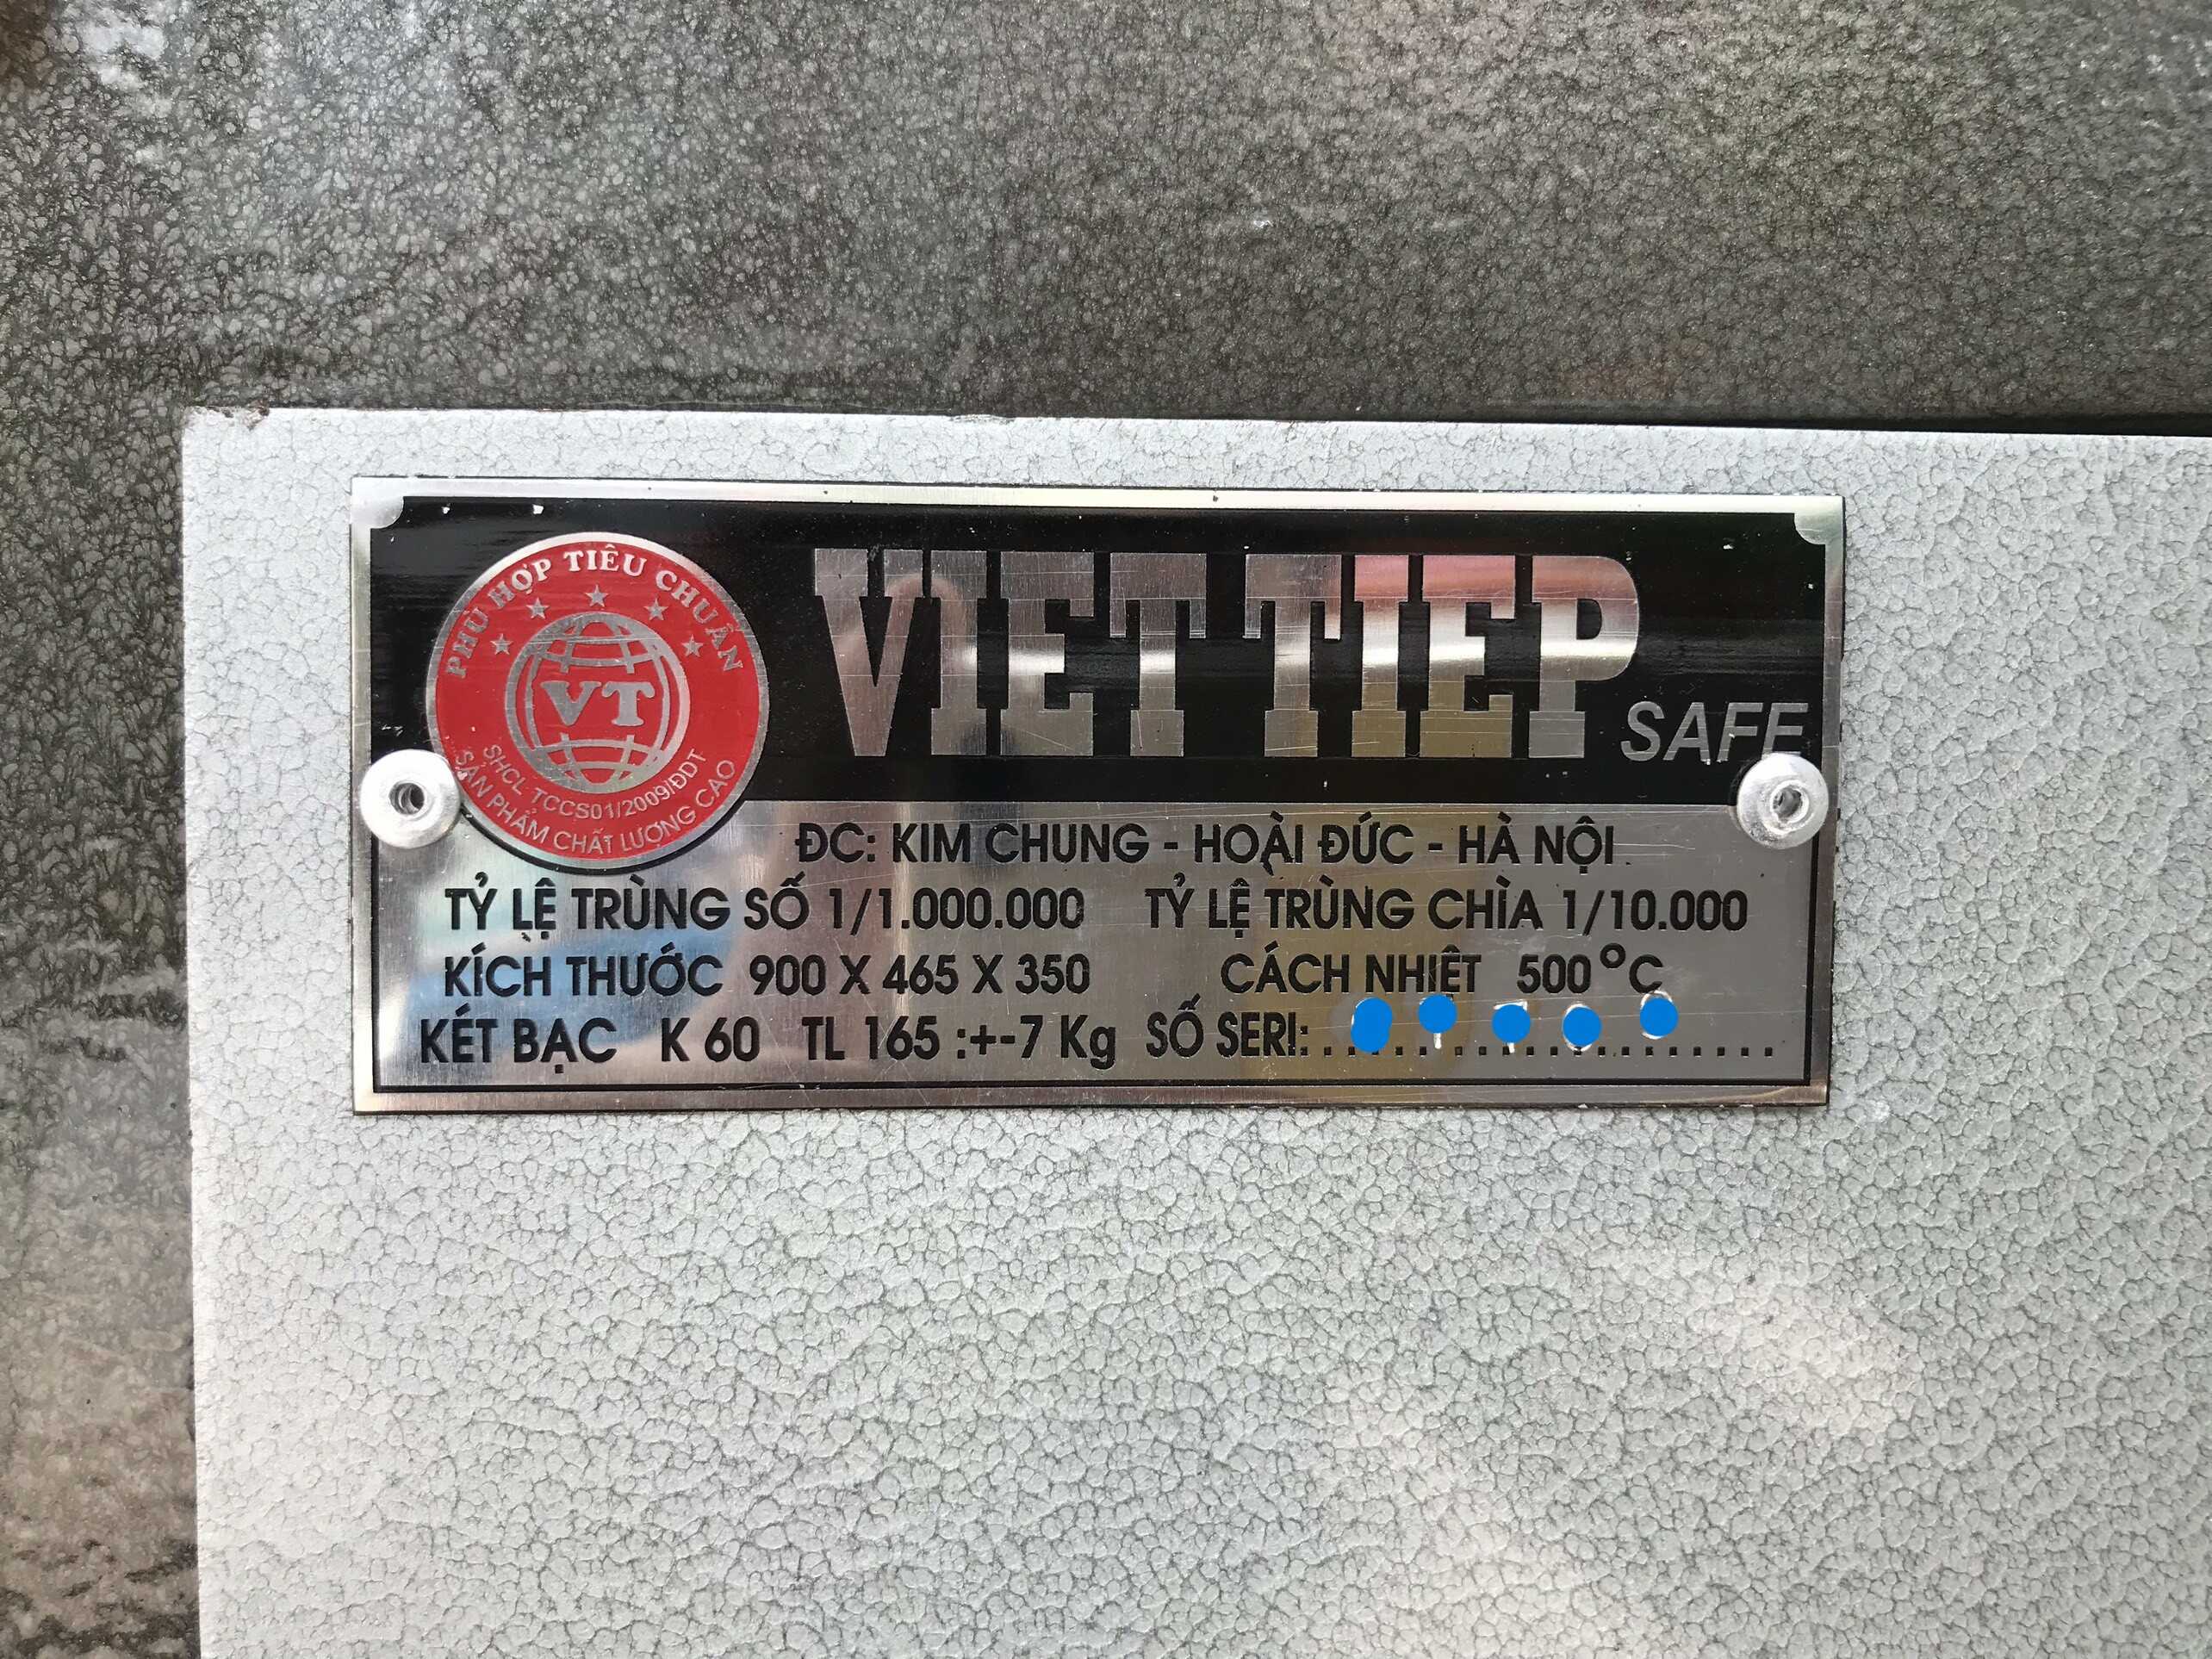 PHÙ HỢP TIÊU CHUẨN
VT
SHCL TCCS01/2009/ĐDT
SẢN PHẨM CHẤT LƯỢNG CAO
VIET TIEP
SAFE
ĐC: KIM CHUNG - HOÀI ĐỨC - HÀ NỘI
TỶ LỆ TRÙNG SỐ 1/1.000.000 TỶ LỆ TRÙNG CHÌA 1/10.000
KÍCH THƯỚC 900 X 465 X 350 CÁCH NHIỆT 500°C
KÉT BẠC K 60 TL 165 :+-7 Kg SỐ SERI: